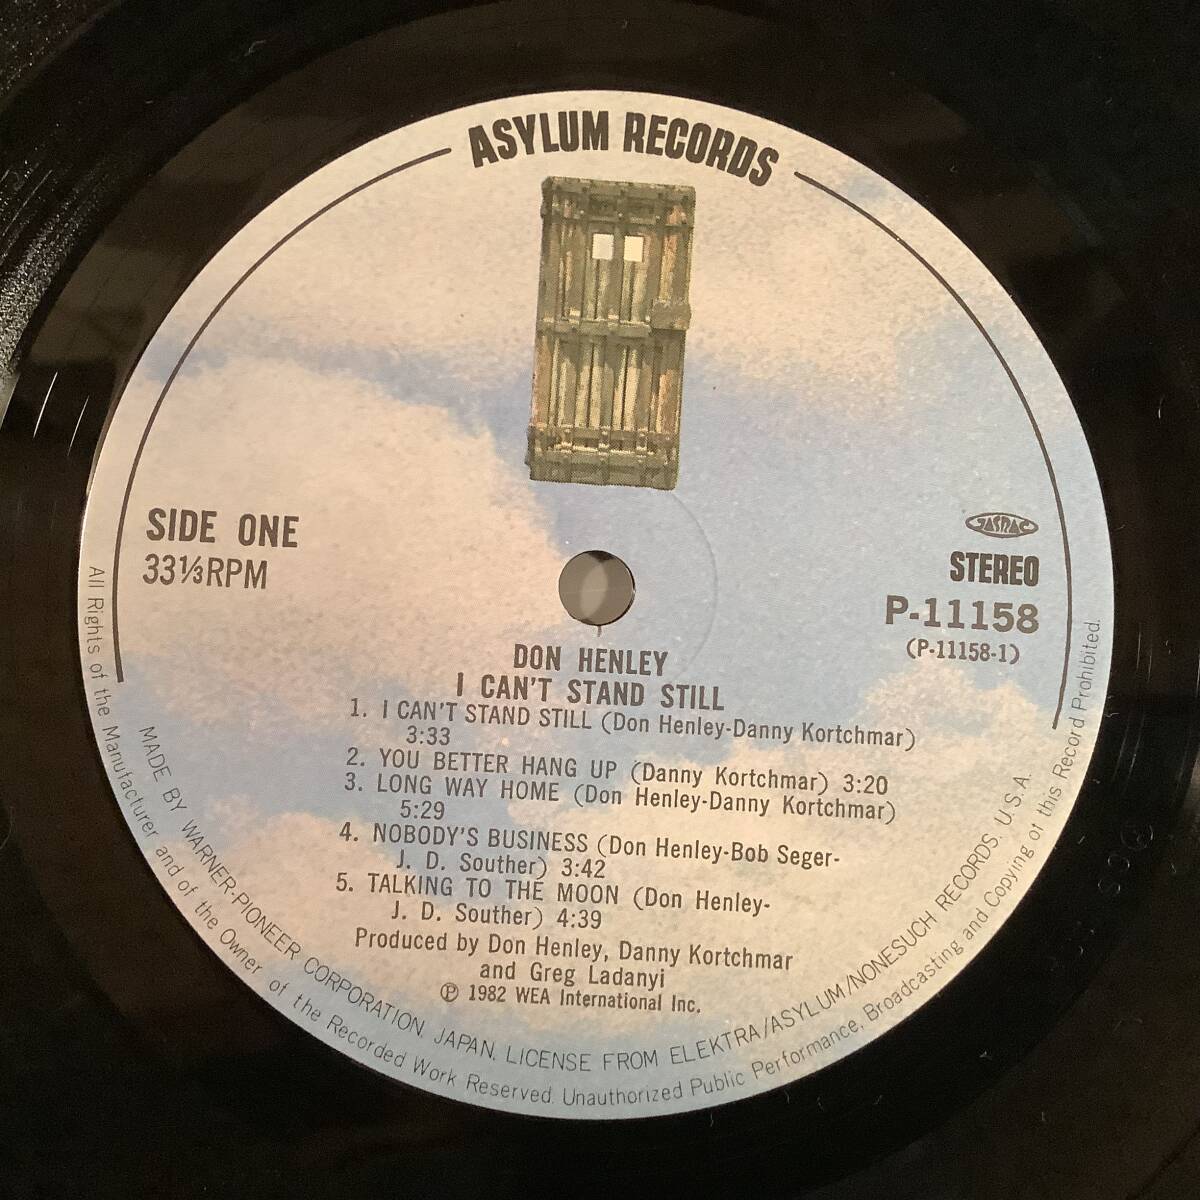 ASYLUM RECORDS
SIDE ONE
33⅓RPM
JASRAC
STEREO
P-11158
(P-11158-1)
DON HENLEY
I CAN'T STAND STILL
1. I CAN'T STAND STILL (Don Henley-Danny Kortchmar)
3:33
2. YOU BETTER HANG UP (Danny Kortchmar) 3:20
3. LONG WAY HOME (Don Henley-Danny Kortchmar)
5:29
4. NOBODY'S BUSINESS (Don Henley-Bob Seger-
J. D. Souther) 3:42
5. TALKING TO THE MOON (Don Henley-
J. D. Souther) 4:39
Produced by Don Henley, Danny Kortchmar
and Greg Ladanyi
℗ 1982 WEA International Inc.
MADE BY WARNER-PIONEER CORPORATION, JAPAN, LICENSE FROM ELEKTRA/ASYLUM/NONESUCH RECORDS, U.S.A.
All Rights of the Manufacturer and of the Owner of the Recorded Work Reserved. Unauthorized Public Performance, Broadcasting and Copying of this Record Prohibited.